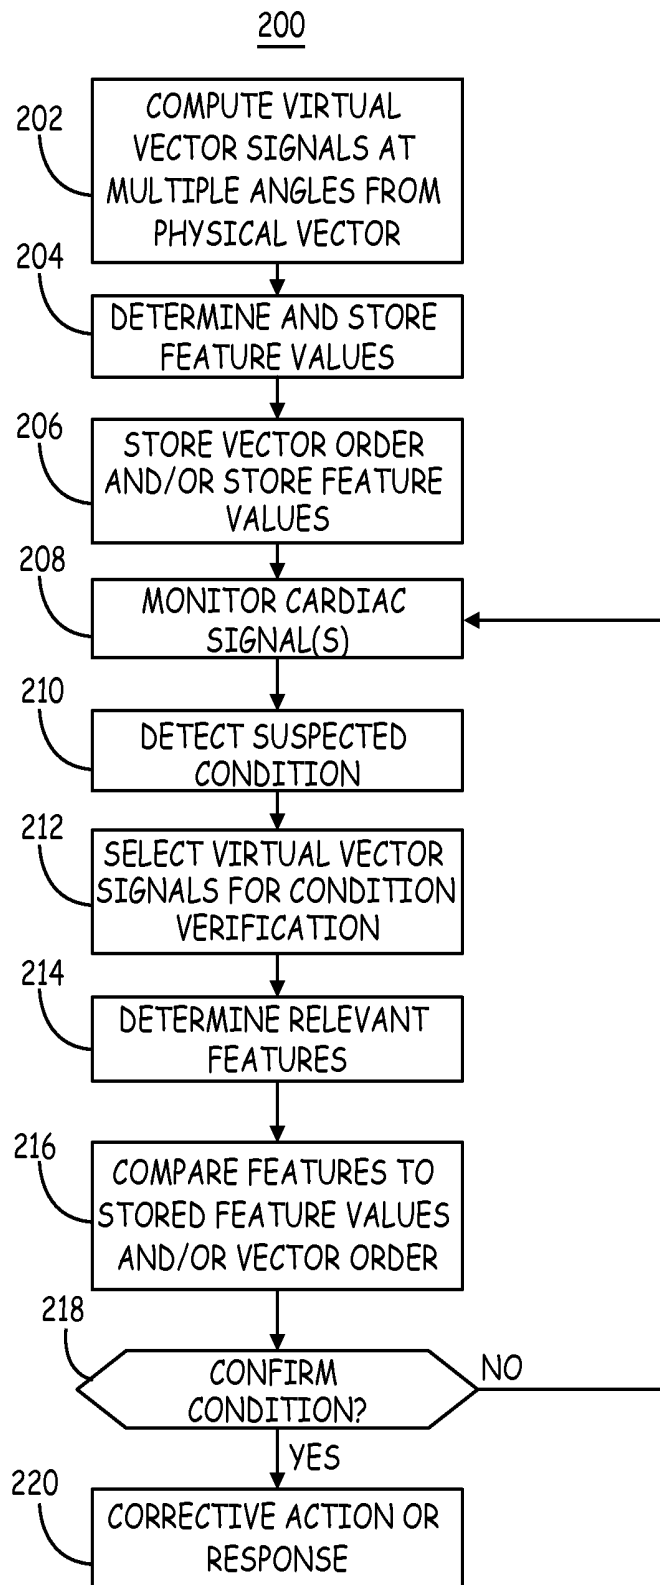 200
202
COMPUTE VIRTUAL
VECTOR SIGNALS AT
MULTIPLE ANGLES FROM
PHYSICAL VECTOR
204
DETERMINE AND STORE
FEATURE VALUES
206
STORE VECTOR ORDER
AND/OR STORE FEATURE
VALUES
208
MONITOR CARDIAC
SIGNAL(S)
210
DETECT SUSPECTED
CONDITION
212
SELECT VIRTUAL VECTOR
SIGNALS FOR CONDITION
VERIFICATION
214
DETERMINE RELEVANT
FEATURES
216
COMPARE FEATURES TO
STORED FEATURE VALUES
AND/OR VECTOR ORDER
218
CONFIRM
CONDITION?
NO
YES
220
CORRECTIVE ACTION OR
RESPONSE